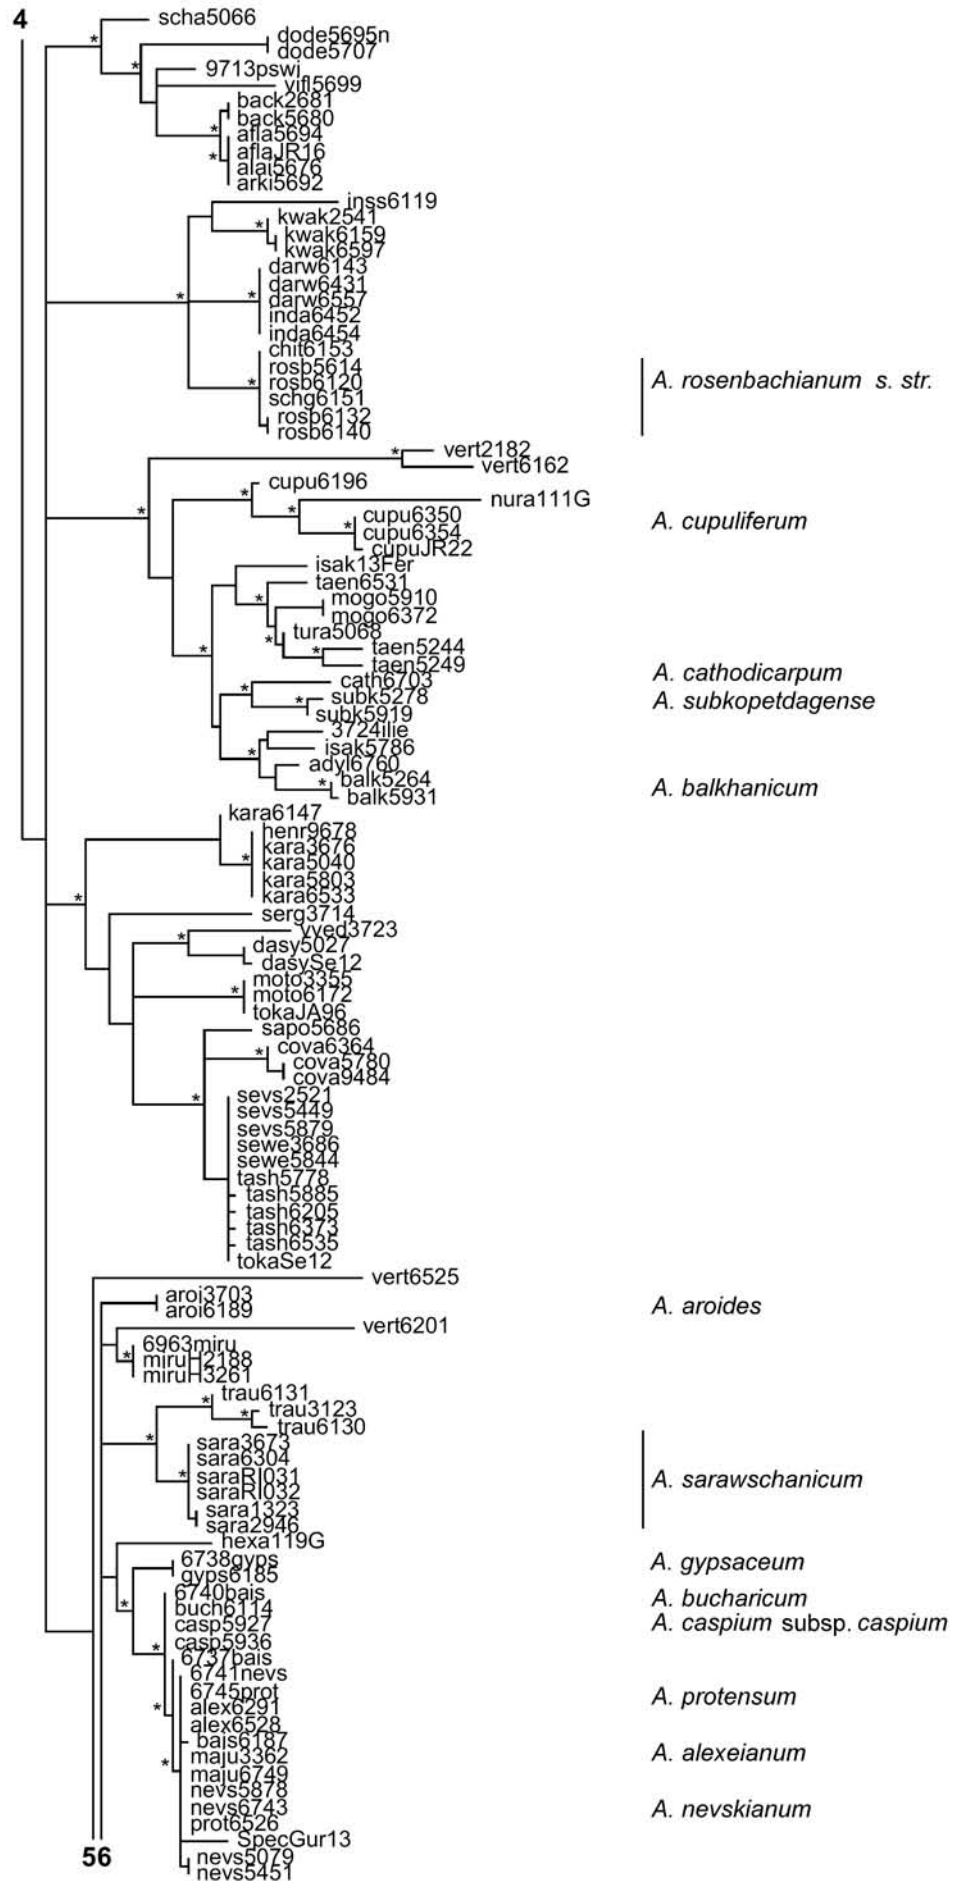 4
scha5066
dode5695n
dode5707
9713pswi
vifl5699
back2681
back5680
afla5694
aflaJR16
alai5676
arki5692
inss6119
kwak2541
kwak6159
kwak6597
darw6143
darw6431
darw6557
inda6452
inda6454
chit6153
rosb5614
rosb6120
A. rosenbachianum s. str.
schg6151
rosb6132
rosb6140
vert2182
vert6162
cupu6196
nura111G
cupu6350
A. cupuliferum
cupu6354
cupuJR22
isak13Fer
taen6531
mogo5910
mogo6372
tura5068
taen5244
taen5249
A. cathodicarpum
cath6703
subk5278
A. subkopetdagense
subk5919
3724ilie
isak5786
adyl6760
balk5264
A. balkhanicum
balk5931
kara6147
henr9678
kara3676
kara5040
kara5803
kara6533
serg3714
vved3723
dasy5027
dasySe12
moto3355
moto6172
tokaJA96
sapo5686
cova6364
cova5780
cova9484
sevs2521
sevs5449
sevs5879
sewe3686
sewe5844
tash5778
tash5885
tash6205
tash6373
tash6535
tokaSe12
vert6525
aroi3703
A. aroides
aroi6189
vert6201
6963miru
miruH2188
miruH3261
trau6131
trau3123
trau6130
sara3673
sara6304
saraRI031
A. sarawschanicum
saraRI032
sara1323
sara2946
hexa119G
6738gyps
A. gypsaceum
gyps6185
6740bais
A. bucharicum
buch6114
casp5927
A. caspium subsp. caspium
casp5936
6737bais
6741nevs
6745prot
A. protensum
alex6291
alex6528
bais6187
maju3362
A. alexeianum
maju6749
nevs5878
nevs6743
A. nevskianum
prot6526
SpecGur13
nevs5079
nevs5451
56